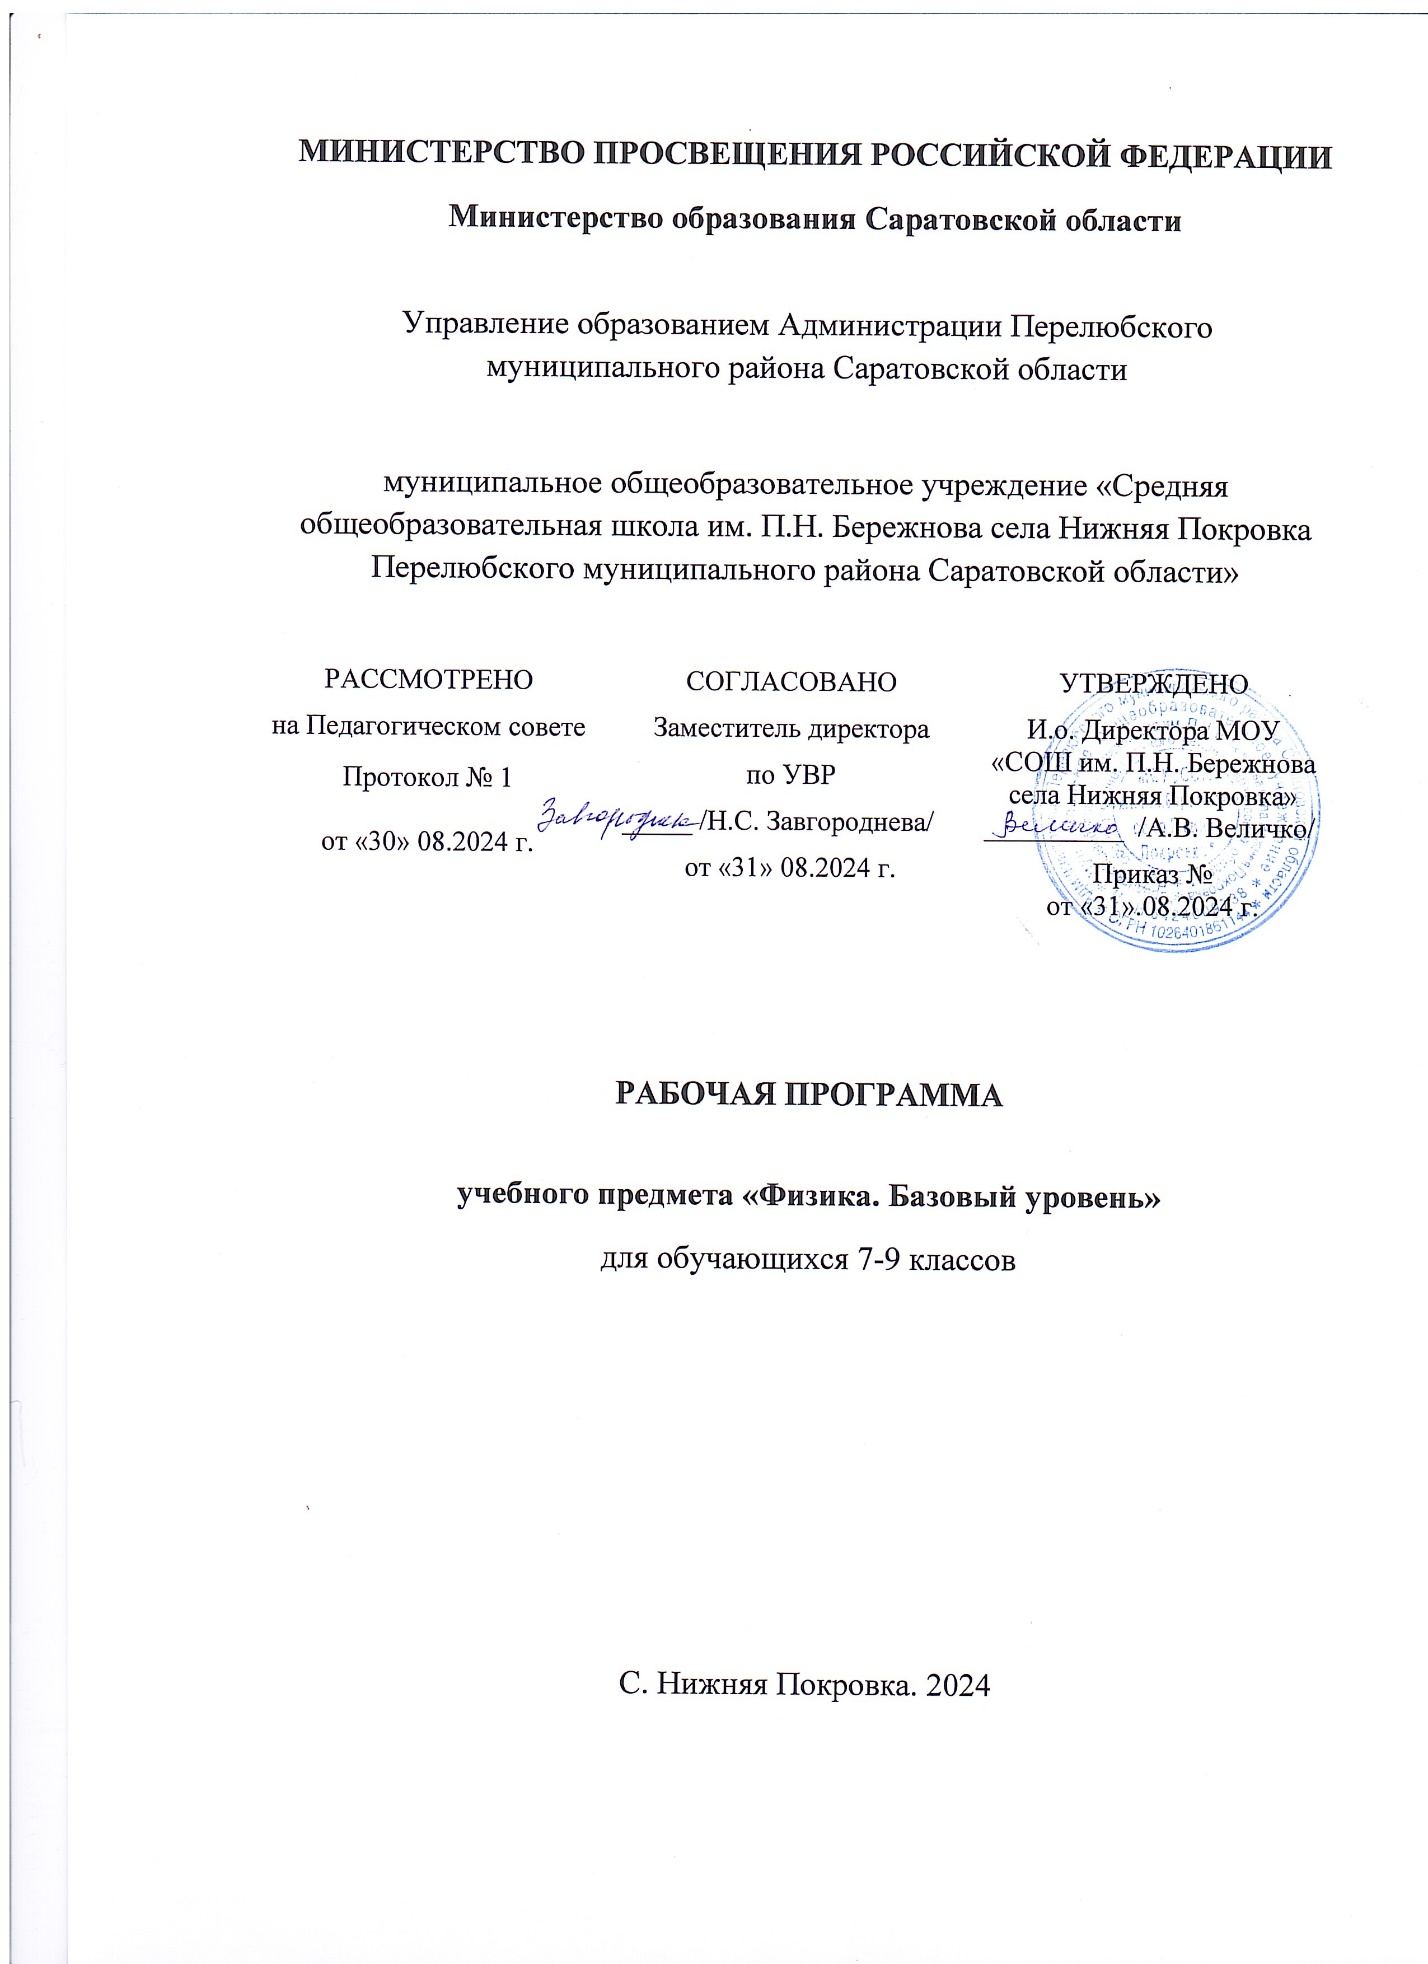 МИНИСТЕРСТВО ПРОСВЕЩЕНИЯ РОССИЙСКОЙ ФЕДЕРАЦИИ
Министерство образования Саратовской области
Управление образованием Администрации Перелюбского
муниципального района Саратовской области
муниципальное общеобразовательное учреждение «Средняя
общеобразовательная школа им. П.Н. Бережнова села Нижняя Покровка
Перелюбского муниципального района Саратовской области»
РАССМОТРЕНО
на Педагогическом совете
Протокол № 1
от «30» 08.2024 г.
СОГЛАСОВАНО
Заместитель директора
по УВР
/Н.С. Завгороднева/
от «31» 08.2024 г.
УТВЕРЖДЕНО
И.о. Директора МОУ
«СОШ им. П.Н. Бережнова
села Нижняя Покровка»
Величко /А.В. Величко/
Приказ №
от «31».08.2024 г.
РАБОЧАЯ ПРОГРАММА
учебного предмета «Физика. Базовый уровень»
для обучающихся 7-9 классов
С. Нижняя Покровка. 2024